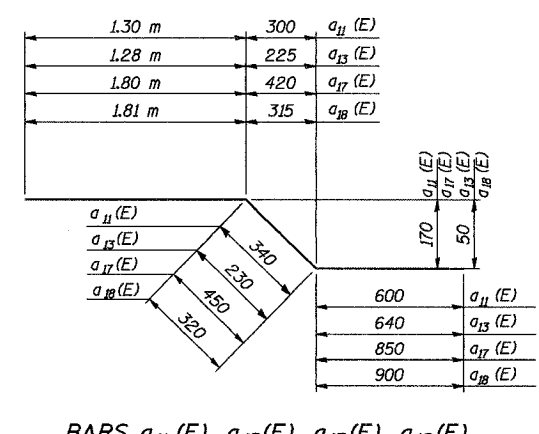 1.30 m 300 a11 (E)
1.28 m 225 a13 (E)
1.80 m 420 a17 (E)
1.81 m 315 a18 (E)
a11 (E)
a17 (E)
a13 (E)
a18 (E)
170
50
a11 (E)
a13 (E)
a17 (E)
a18 (E)
340
230
450
320
600 a11 (E)
640 a13 (E)
850 a17 (E)
900 a18 (E)
BARS